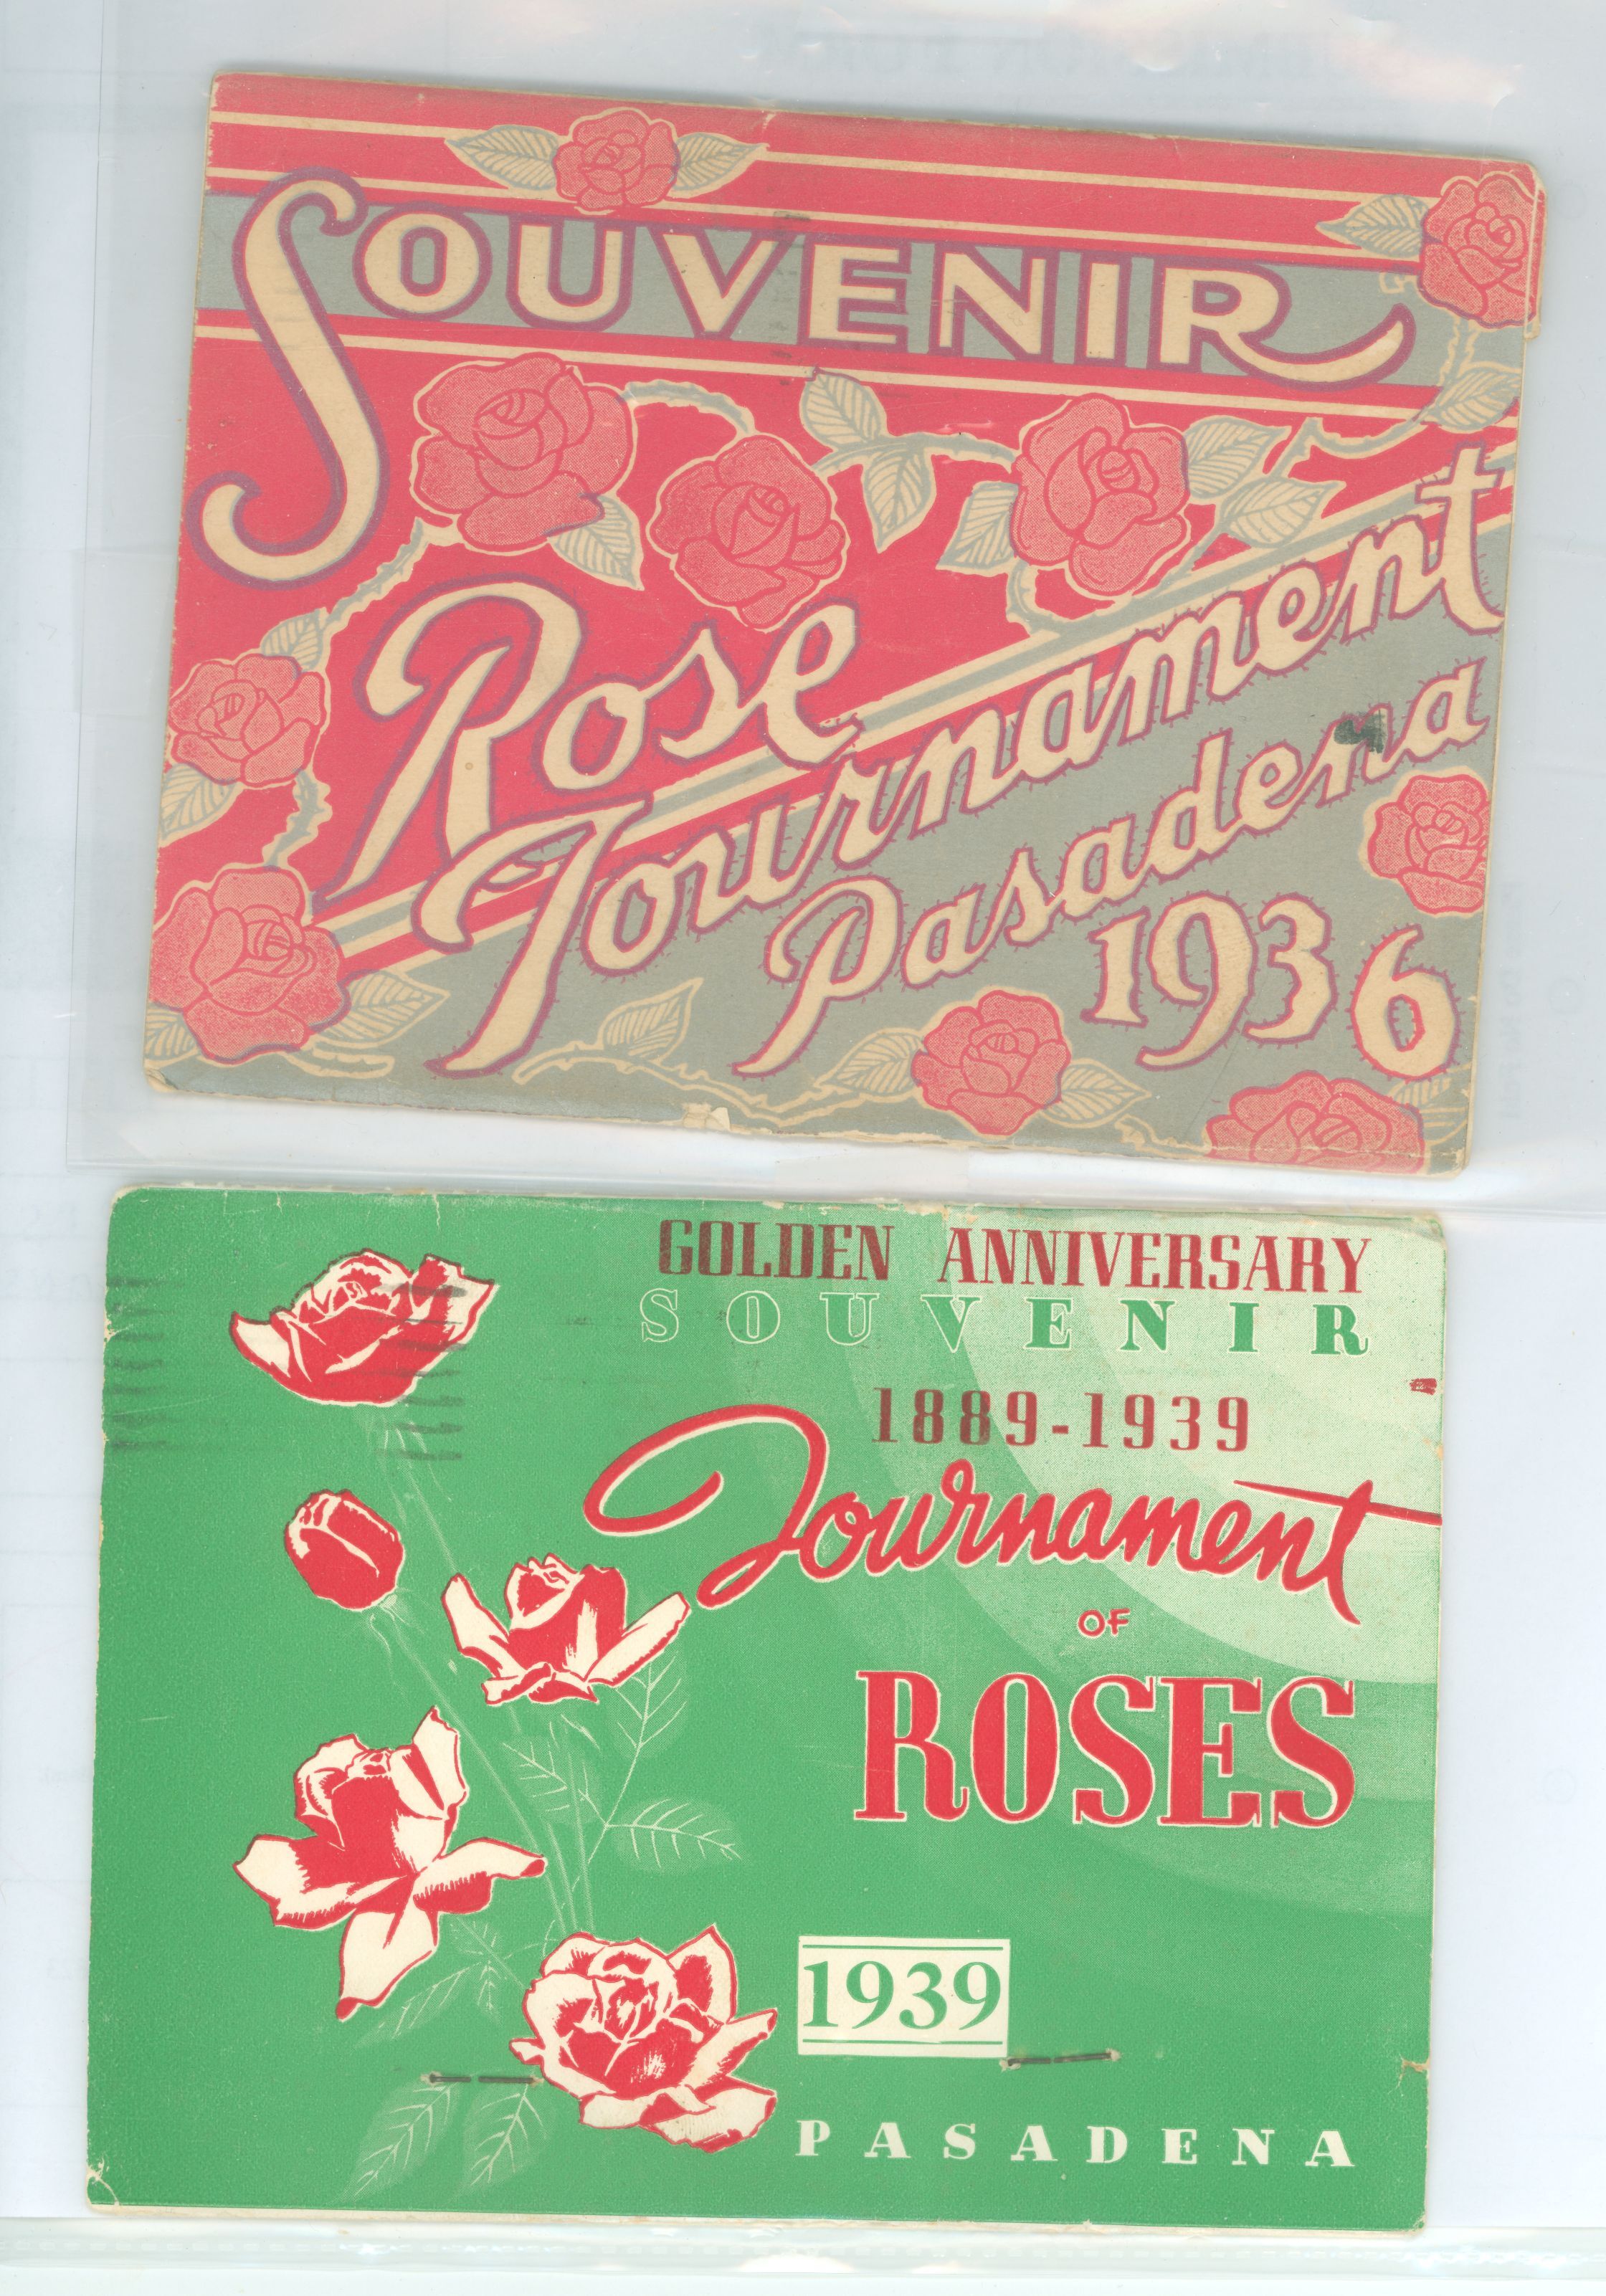 SOUVENIR
Rose
Tournament
Pasadena
1936
GOLDEN ANNIVERSARY
SOUVENIR
1889-1939
Tournament
OF
ROSES
1939
PASADENA